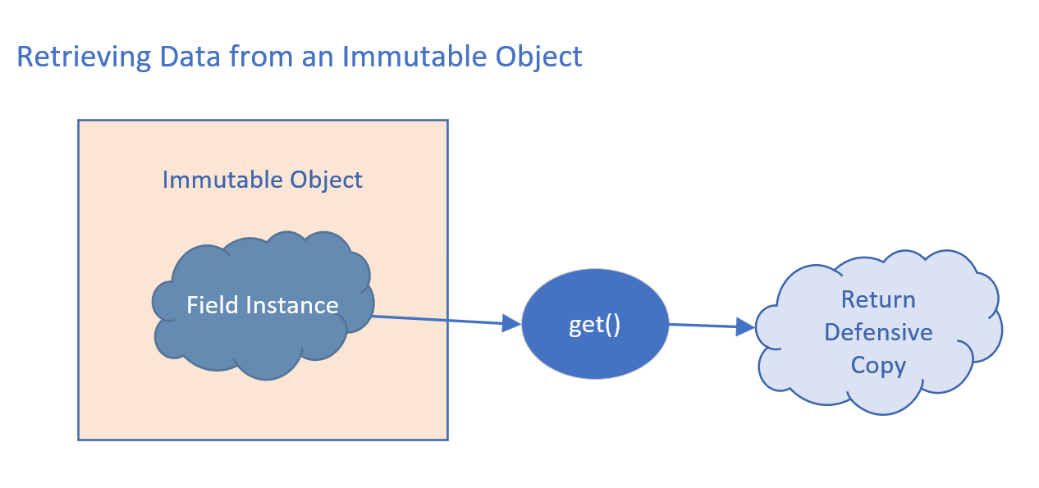 Retrieving Data from an Immutable Object
Immutable Object
Field Instance
get()
Return
Defensive
Copy